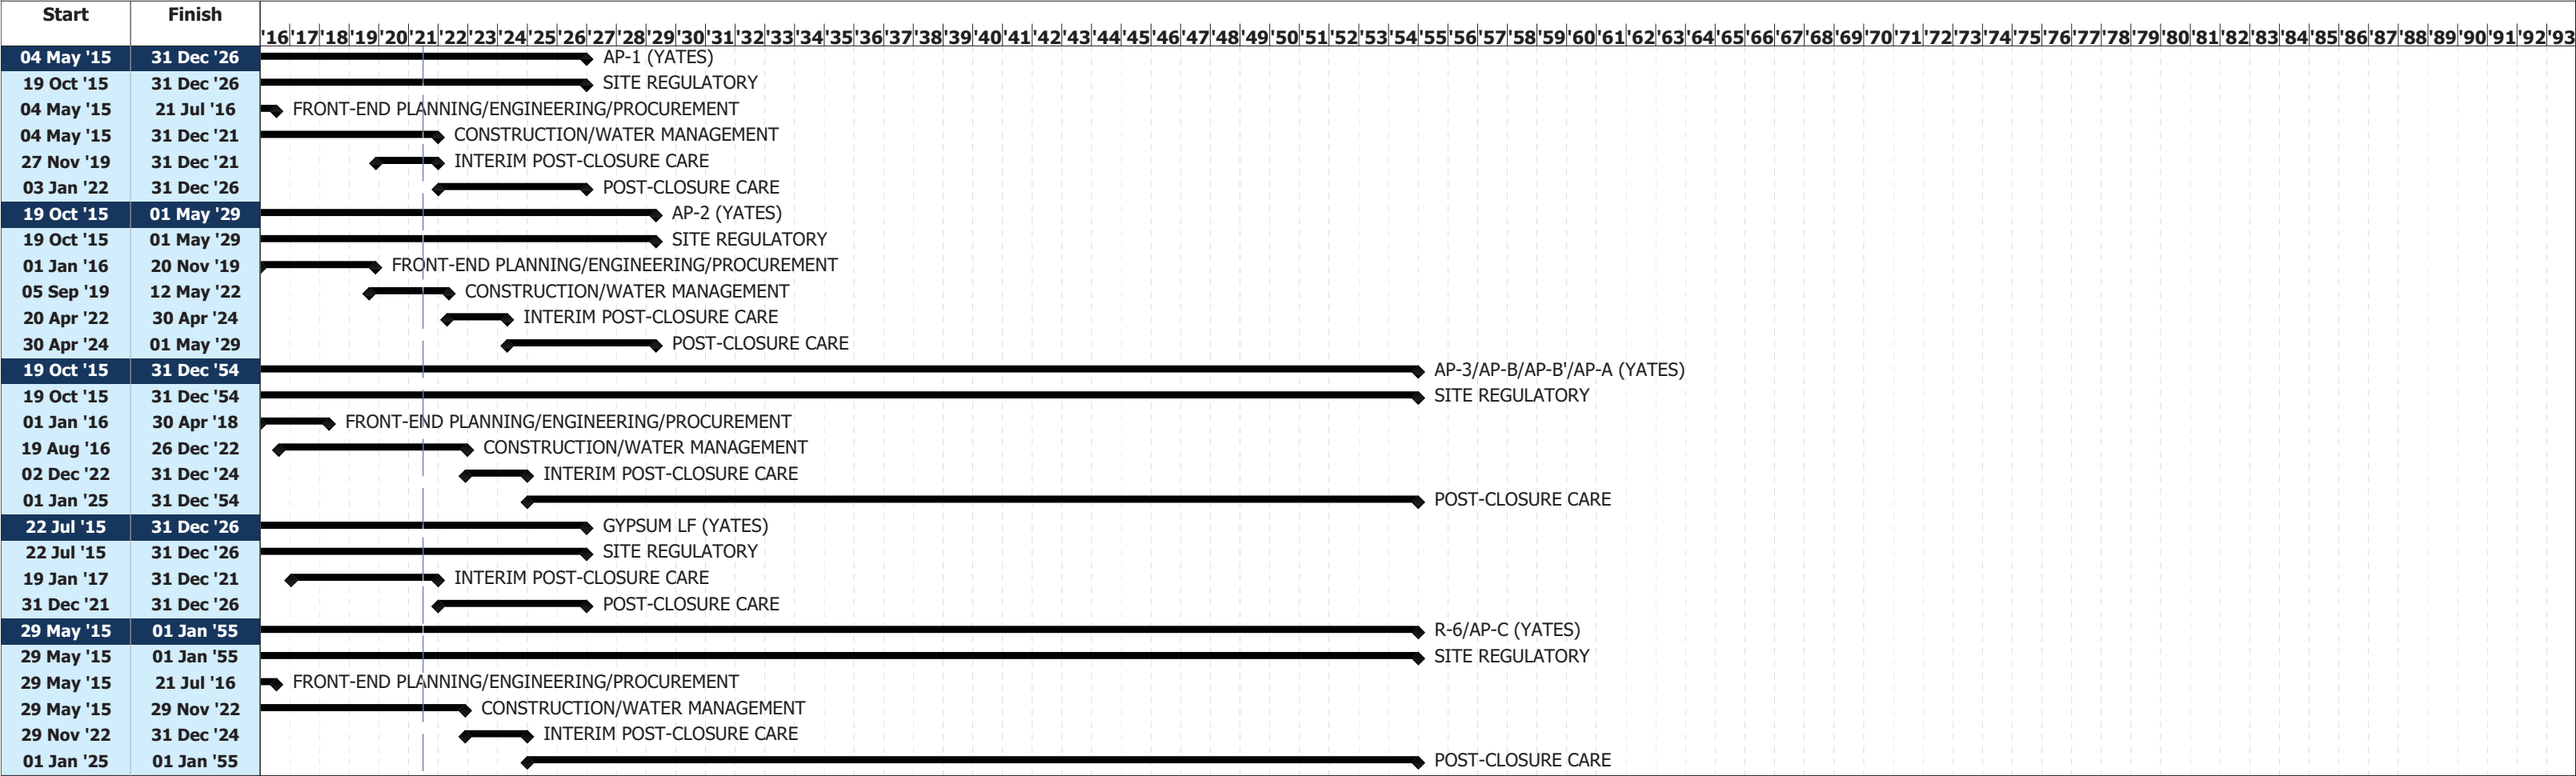 Start Finish
'16 '17 '18 '19 '20 '21 '22 '23 '24 '25 '26 '27 '28 '29 '30 '31 '32 '33 '34 '35 '36 '37 '38 '39 '40 '41 '42 '43 '44 '45 '46 '47 '48 '49 '50 '51 '52 '53 '54 '55 '56 '57 '58 '59 '60 '61 '62 '63 '64 '65 '66 '67 '68 '69 '70 '71 '72 '73 '74 '75 '76 '77 '78 '79 '80 '81 '82 '83 '84 '85 '86 '87 '88 '89 '90 '91 '92 '93
04 May '15 31 Dec '26 AP-1 (YATES)
19 Oct '15 31 Dec '26 SITE REGULATORY
04 May '15 21 Jul '16 FRONT-END PLANNING/ENGINEERING/PROCUREMENT
04 May '15 31 Dec '21 CONSTRUCTION/WATER MANAGEMENT
27 Nov '19 31 Dec '21 INTERIM POST-CLOSURE CARE
03 Jan '22 31 Dec '26 POST-CLOSURE CARE
19 Oct '15 01 May '29 AP-2 (YATES)
19 Oct '15 01 May '29 SITE REGULATORY
01 Jan '16 20 Nov '19 FRONT-END PLANNING/ENGINEERING/PROCUREMENT
05 Sep '19 12 May '22 CONSTRUCTION/WATER MANAGEMENT
20 Apr '22 30 Apr '24 INTERIM POST-CLOSURE CARE
30 Apr '24 01 May '29 POST-CLOSURE CARE
19 Oct '15 31 Dec '54 AP-3/AP-B/AP-B'/AP-A (YATES)
19 Oct '15 31 Dec '54 SITE REGULATORY
01 Jan '16 30 Apr '18 FRONT-END PLANNING/ENGINEERING/PROCUREMENT
19 Aug '16 26 Dec '22 CONSTRUCTION/WATER MANAGEMENT
02 Dec '22 31 Dec '24 INTERIM POST-CLOSURE CARE
01 Jan '25 31 Dec '54 POST-CLOSURE CARE
22 Jul '15 31 Dec '26 GYPSUM LF (YATES)
22 Jul '15 31 Dec '26 SITE REGULATORY
19 Jan '17 31 Dec '21 INTERIM POST-CLOSURE CARE
31 Dec '21 31 Dec '26 POST-CLOSURE CARE
29 May '15 01 Jan '55 R-6/AP-C (YATES)
29 May '15 01 Jan '55 SITE REGULATORY
29 May '15 21 Jul '16 FRONT-END PLANNING/ENGINEERING/PROCUREMENT
29 May '15 29 Nov '22 CONSTRUCTION/WATER MANAGEMENT
29 Nov '22 31 Dec '24 INTERIM POST-CLOSURE CARE
01 Jan '25 01 Jan '55 POST-CLOSURE CARE